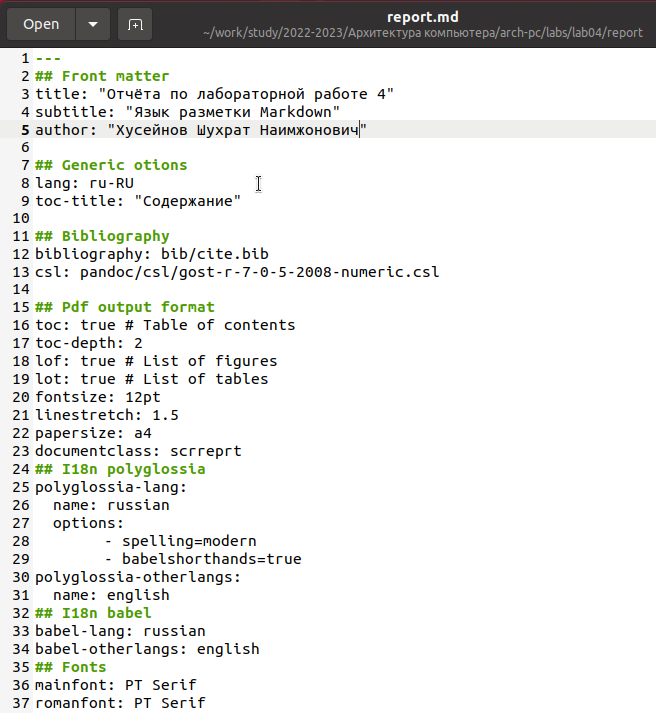 Open
report.md
~/work/study/2022-2023/Архитектура компьютера/arch-pc/labs/lab04/report
1 ---
2 ## Front matter
3 title: "Отчёта по лабораторной работе 4"
4 subtitle: "Язык разметки Markdown"
5 author: "Хусейнов Шухрат Наимжонович"
6
7 ## Generic otions
8 lang: ru-RU
9 toc-title: "Содержание"
10
11 ## Bibliography
12 bibliography: bib/cite.bib
13 csl: pandoc/csl/gost-r-7-0-5-2008-numeric.csl
14
15 ## Pdf output format
16 toc: true # Table of contents
17 toc-depth: 2
18 lof: true # List of figures
19 lot: true # List of tables
20 fontsize: 12pt
21 linestretch: 1.5
22 papersize: a4
23 documentclass: scrreprt
24 ## I18n polyglossia
25 polyglossia-lang:
26   name: russian
27   options:
28         - spelling=modern
29         - babelshorthands=true
30 polyglossia-otherlangs:
31   name: english
32 ## I18n babel
33 babel-lang: russian
34 babel-otherlangs: english
35 ## Fonts
36 mainfont: PT Serif
37 romanfont: PT Serif